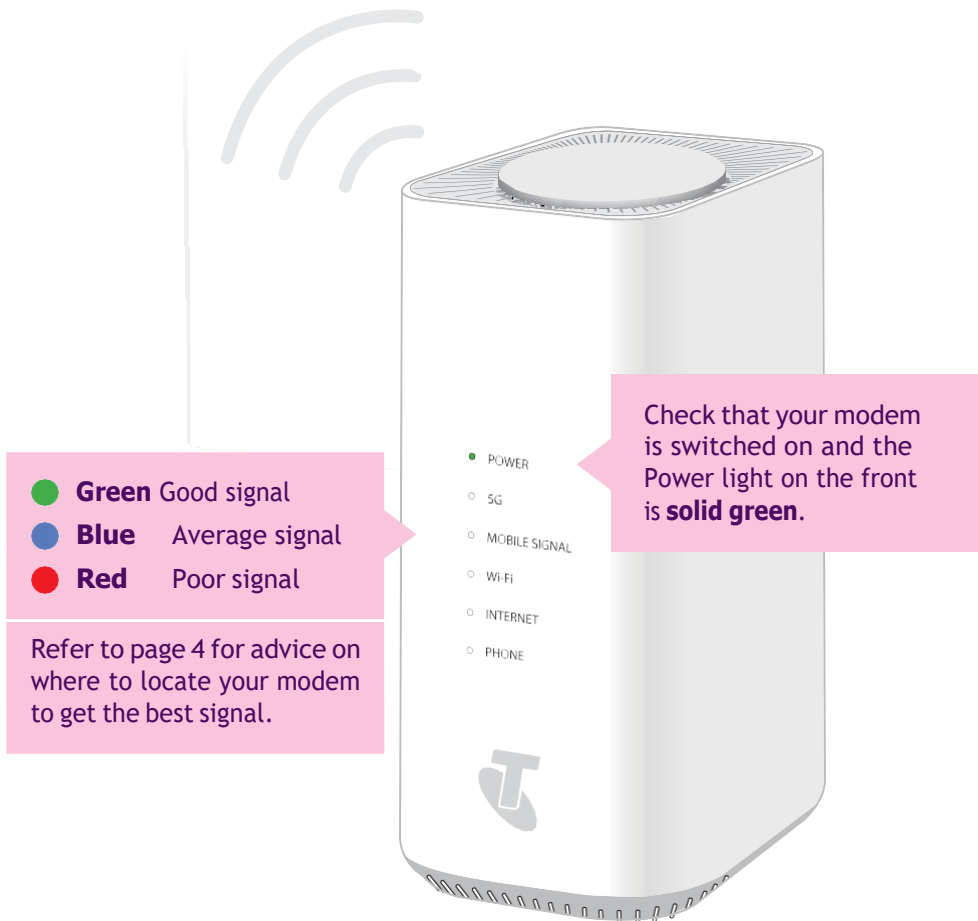 Green Good signal
Blue Average signal
Red Poor signal
Refer to page 4 for advice on
where to locate your modem
to get the best signal.
POWER
5G
MOBILE SIGNAL
Wi-Fi
INTERNET
PHONE
T
Check that your modem
is switched on and the
Power light on the front
is solid green.